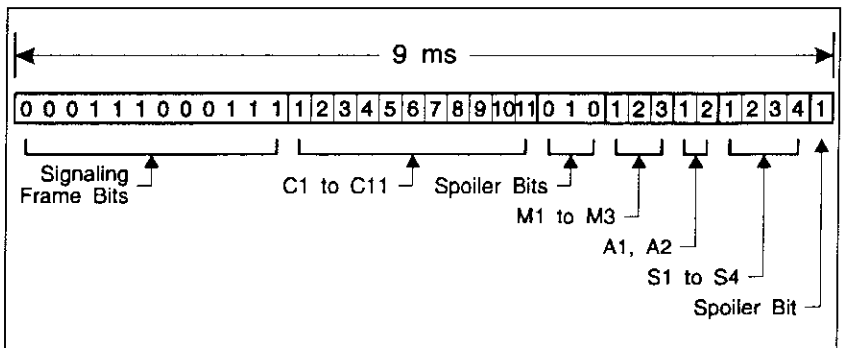 9 ms
0 0 0 1 1 1 0 0 0 1 1 1 1 2 3 4 5 6 7 8 9 10 11 0 1 0 1 2 3 1 2 1 2 3 4 1
Signaling
Frame Bits
C1 to C11
Spoiler Bits
M1 to M3
A1, A2
S1 to S4
Spoiler Bit